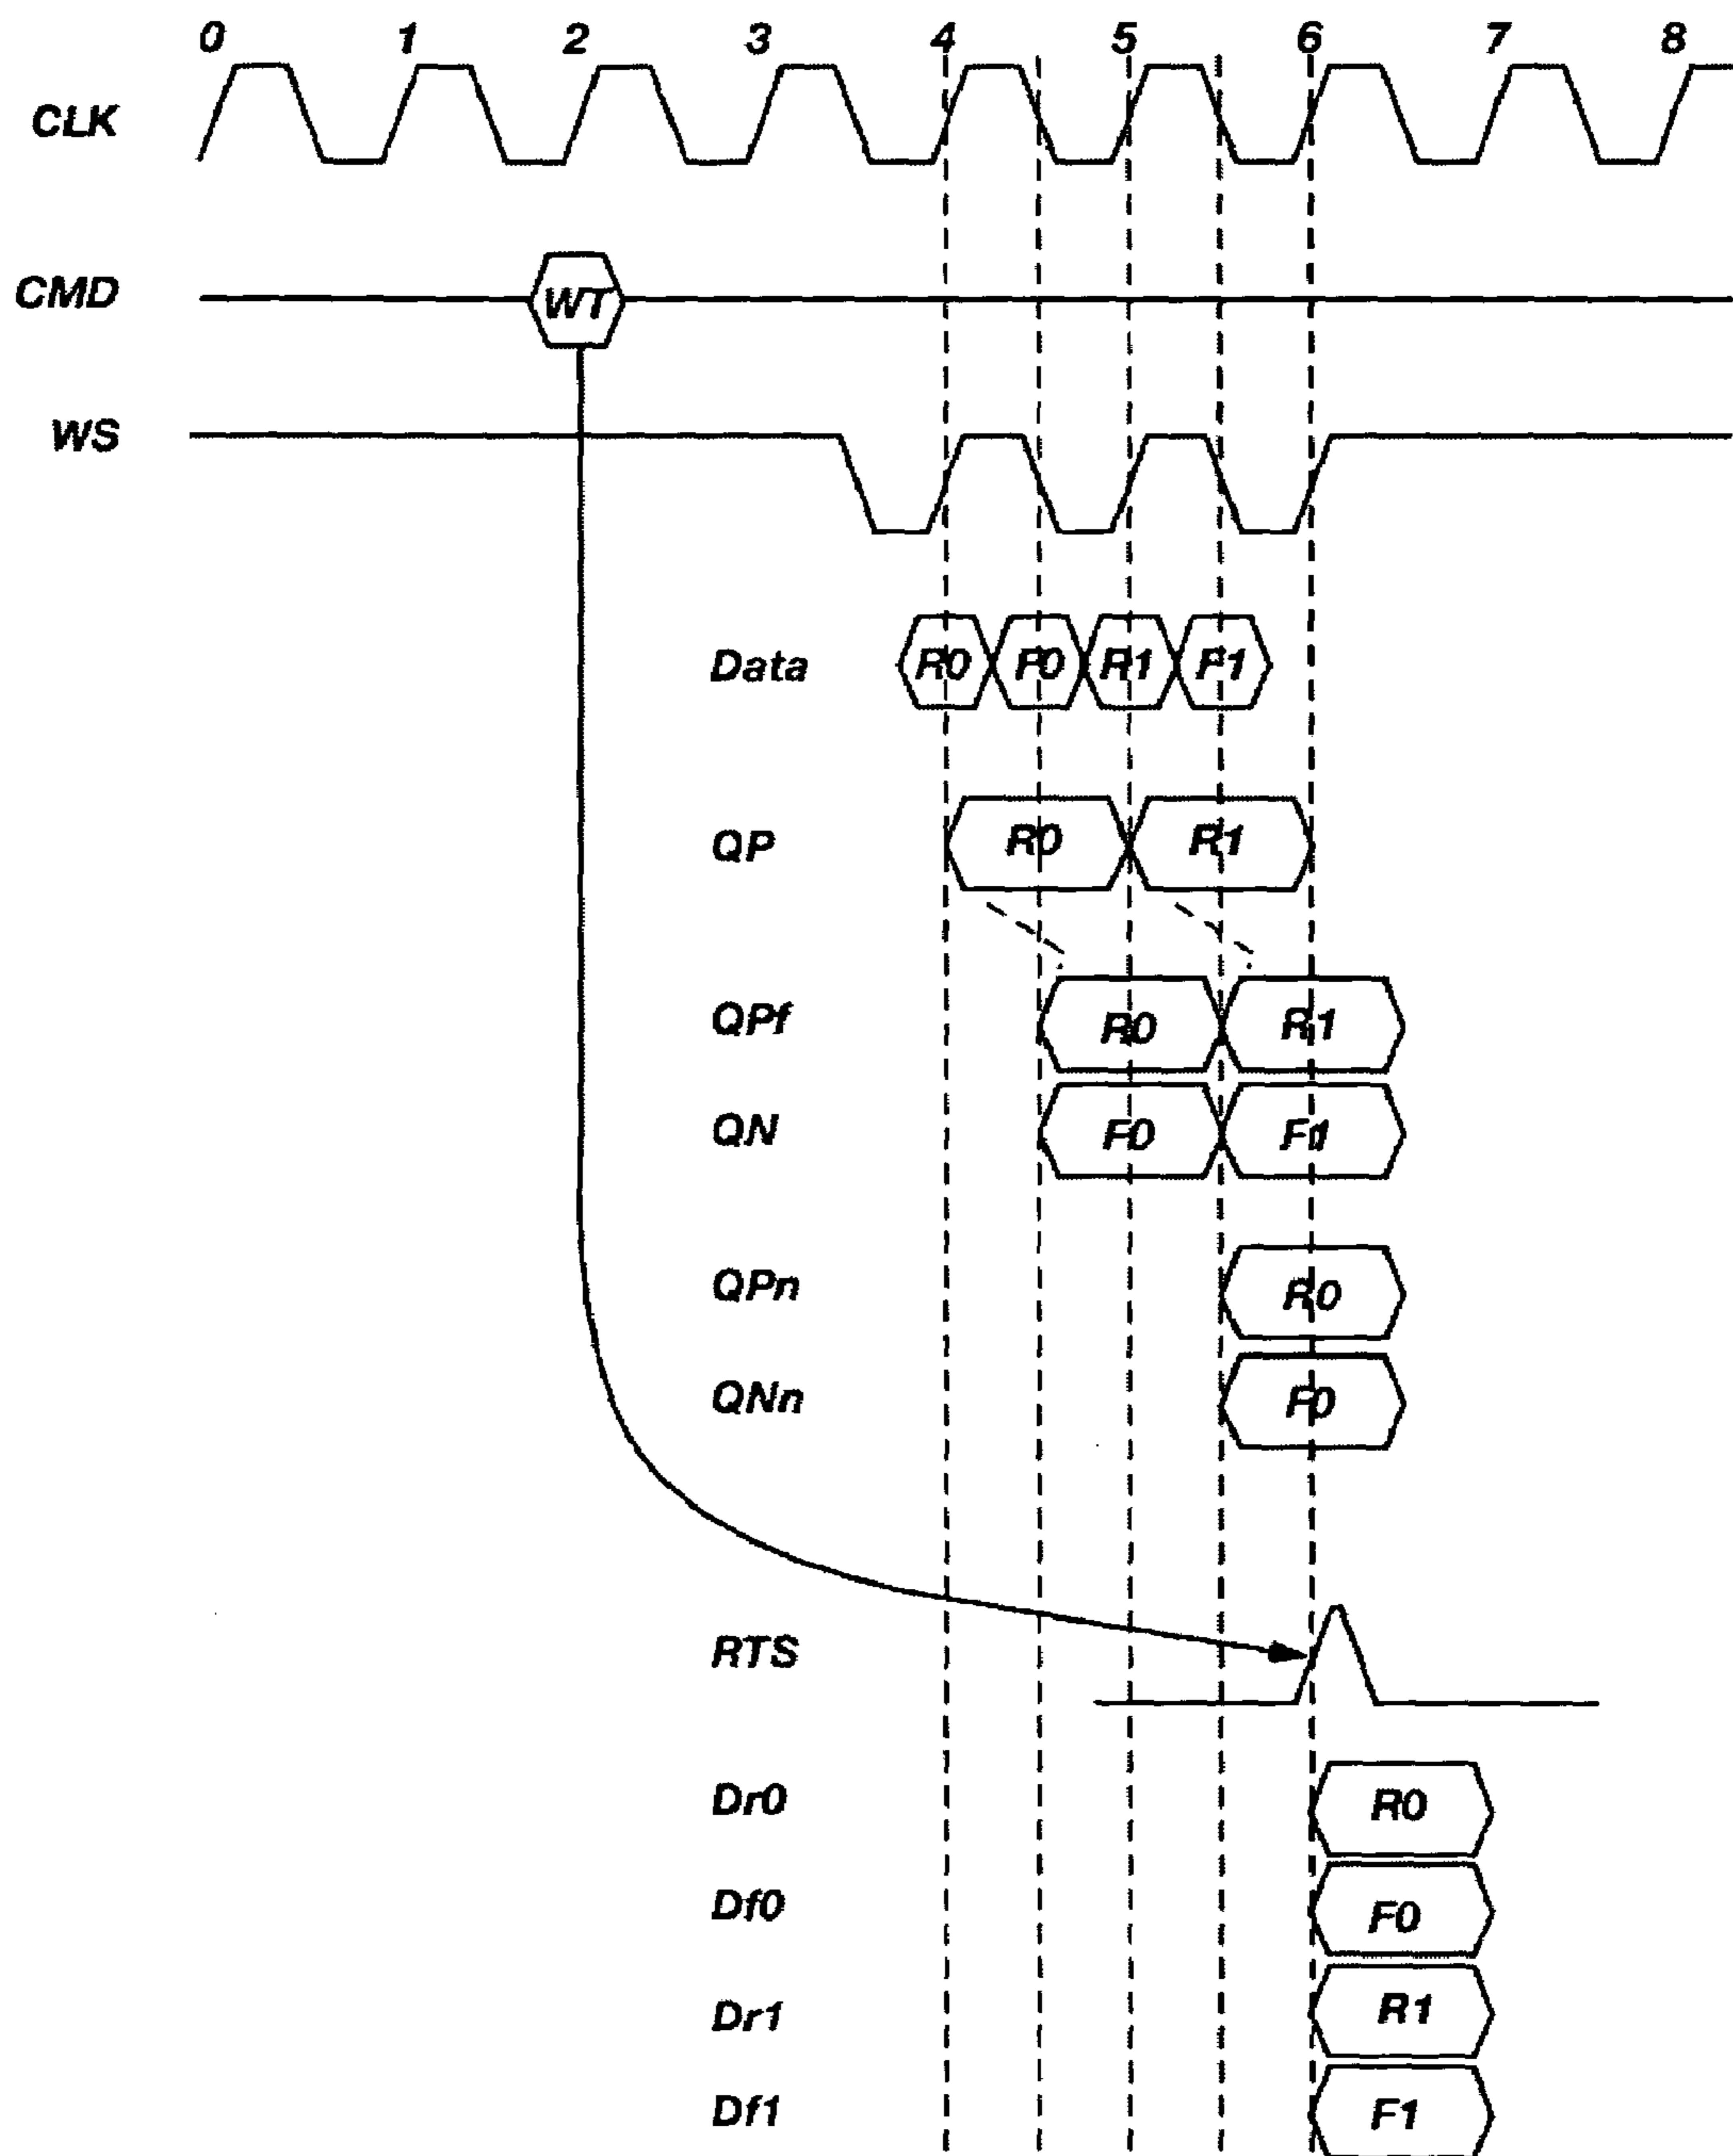 0 1 2 3 4 5 6 7 8
CLK
CMD WT
WS
Data R0 F0 R1 F1
QP R0 R1
QPf R0 R1
QN F0 F1
QPn R0
QNn F0
RTS
Dr0 R0
Df0 F0
Dr1 R1
Df1 F1